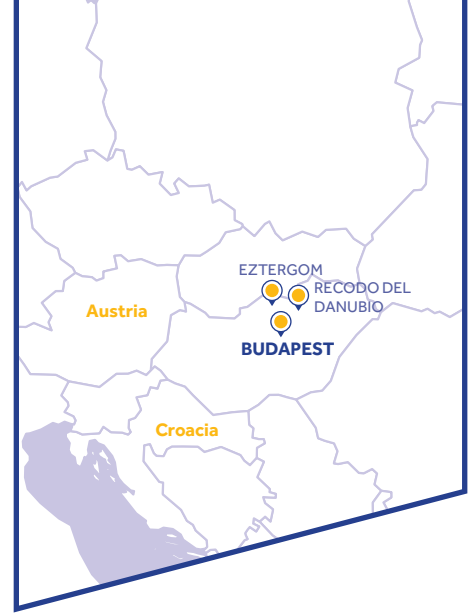 EZTERGOM
RECODO DEL
DANUBIO
Austria
BUDAPEST
Croacia